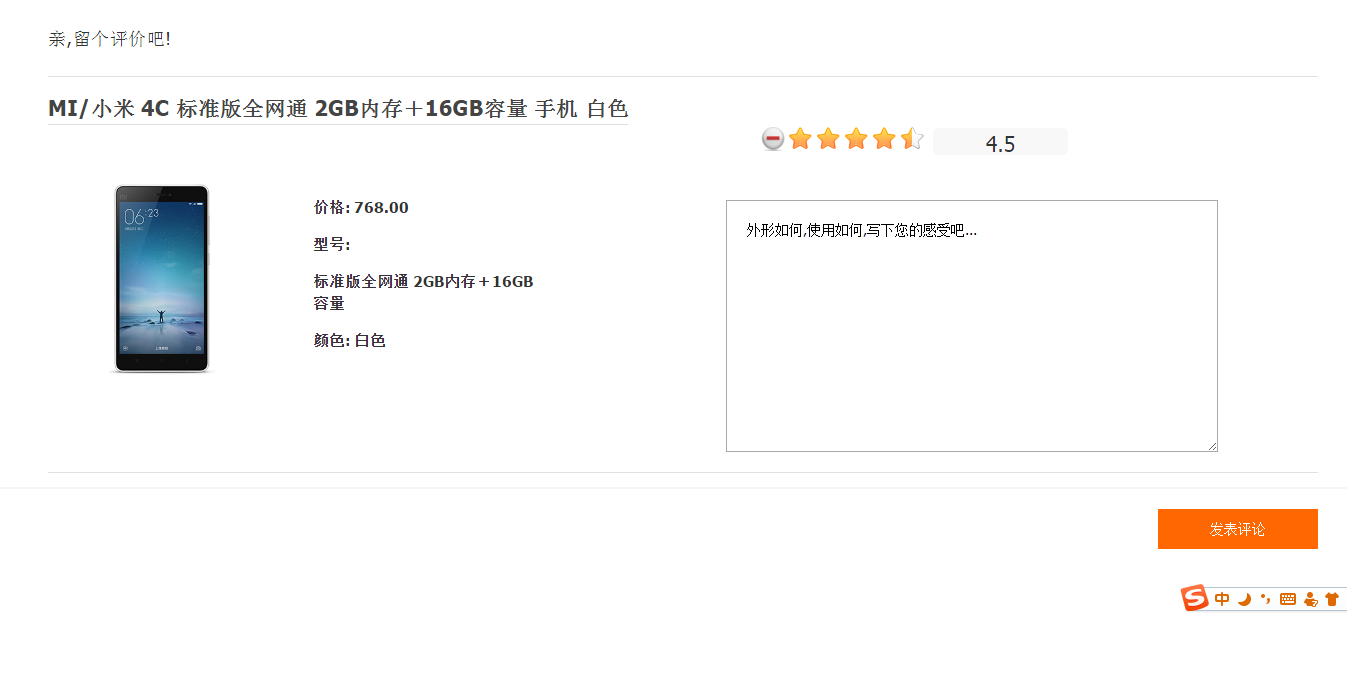 亲,留个评价吧!
MI/小米 4C 标准版全网通 2GB内存＋16GB容量 手机 白色
4.5
06:23
价格: 768.00
型号:
标准版全网通 2GB内存＋16GB
容量
颜色: 白色
外形如何,使用如何,写下您的感受吧...
发表评论
S 中